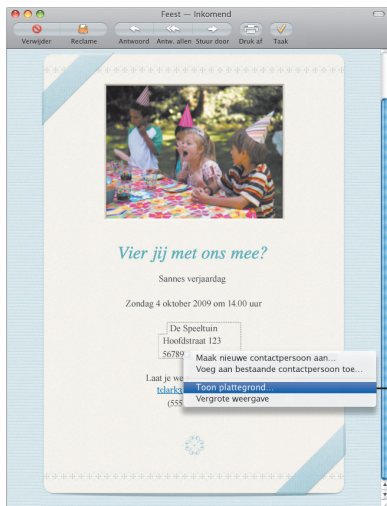 Feest — Inkomend
Verwijder Reclame Antwoord Antw. allen Stuur door Druk af Taak
Vier jij met ons mee?
Sannes verjaardag
Zondag 4 oktober 2009 om 14.00 uur
De Speeltuin
Hoofdstraat 123
56789
Maak nieuwe contactpersoon aan...
Voeg aan bestaande contactpersoon toe...
Laat je
Toon plattegrond...
Vergrote weergave
(555